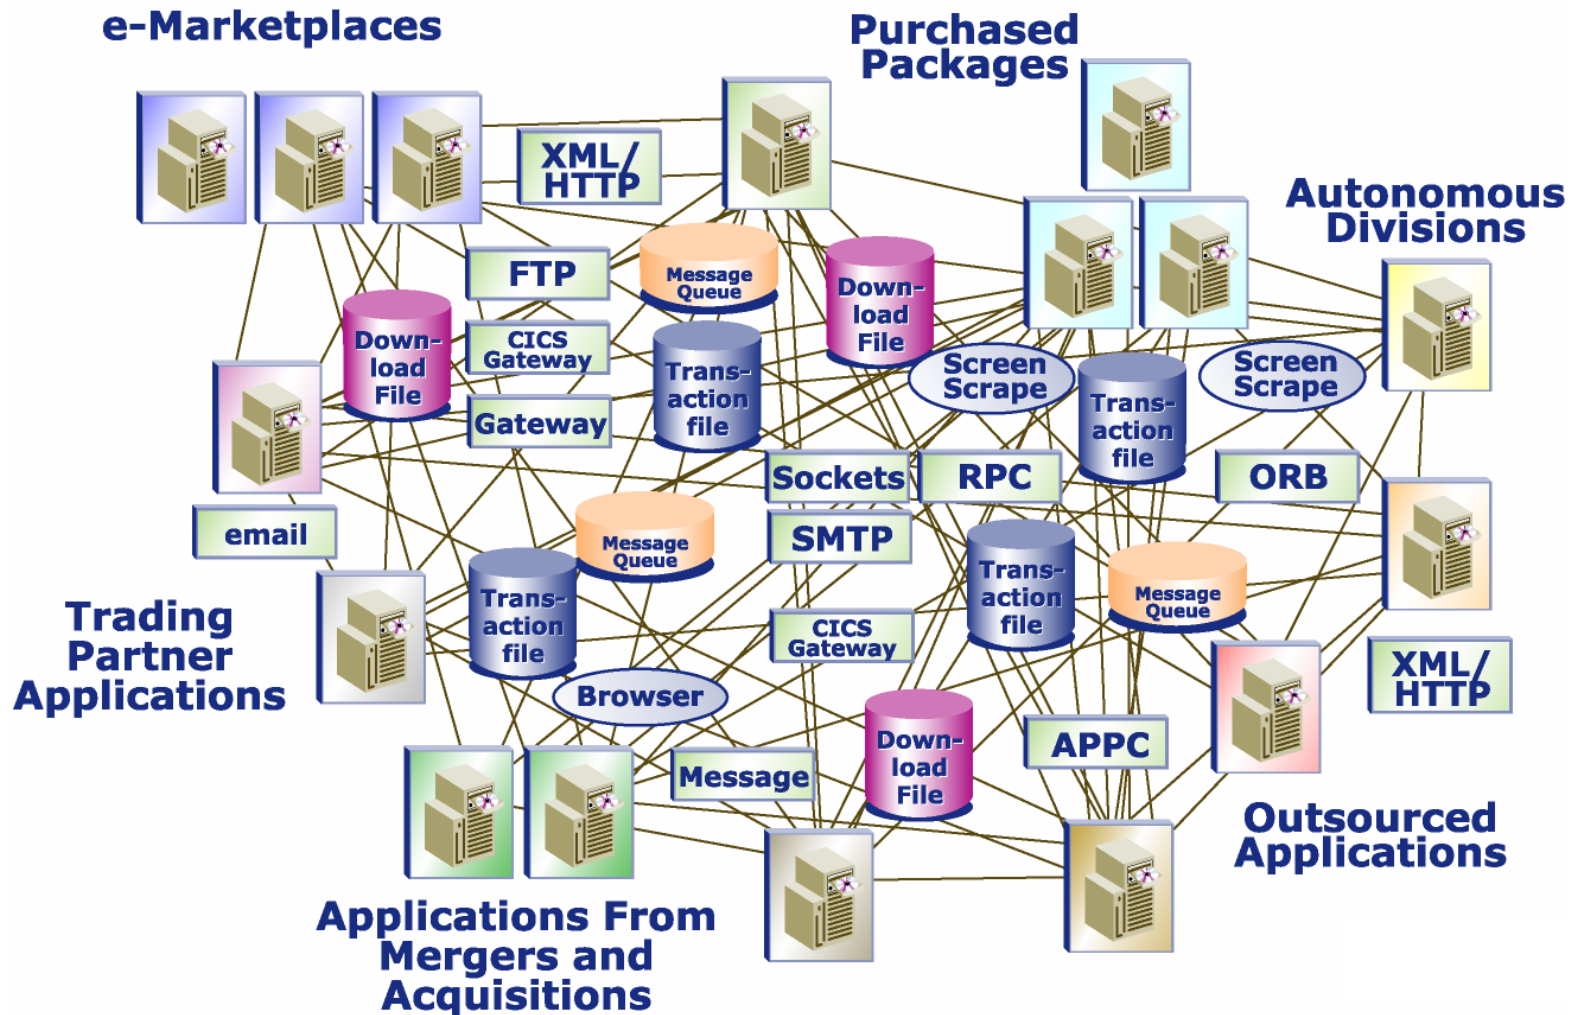 e-Marketplaces
Purchased
Packages
XML/
HTTP
Autonomous
Divisions
FTP
Message
Queue
Down-
load
File
Down-
load
File
CICS
Gateway
Trans-
action
file
Screen
Scrape
Screen
Scrape
Trans-
action
file
Gateway
Sockets
RPC
ORB
email
Message
Queue
SMTP
Trans-
action
file
Trans-
action
file
Message
Queue
Trading
Partner
Applications
CICS
Gateway
XML/
HTTP
Browser
Down-
load
File
APPC
Message
Outsourced
Applications
Applications From
Mergers and
Acquisitions